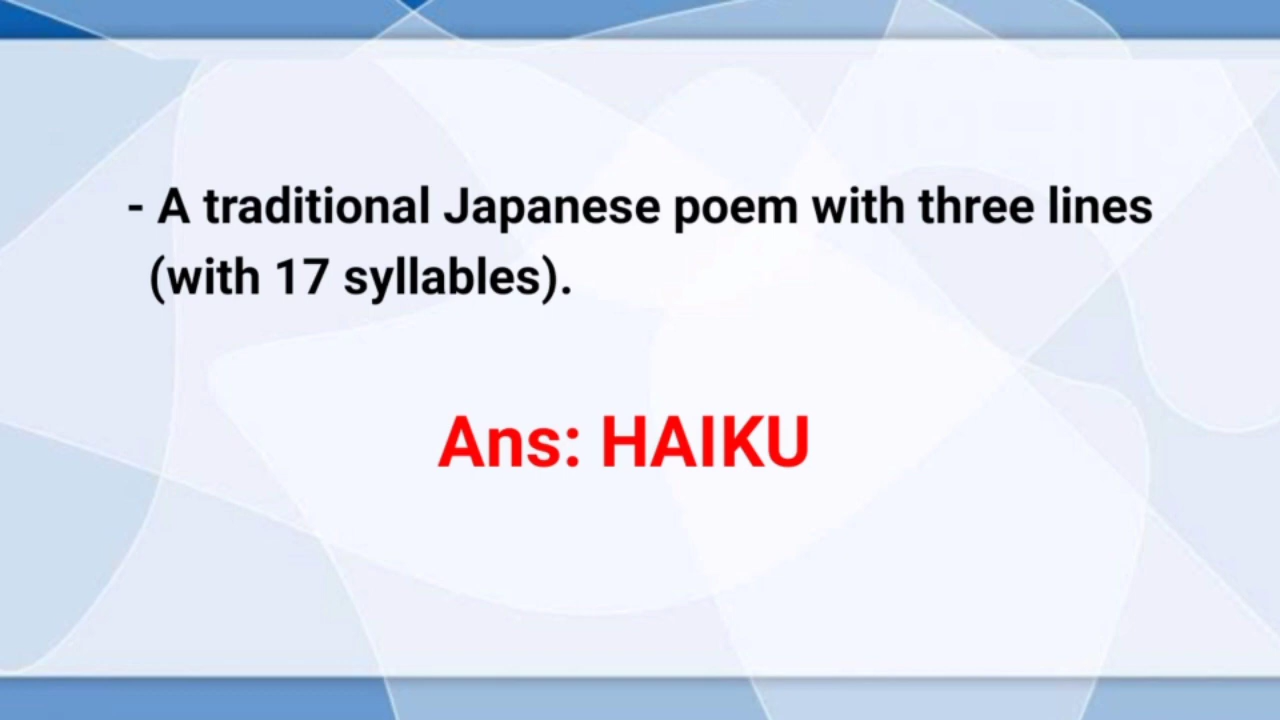 - A traditional Japanese poem with three lines
(with 17 syllables).
Ans: HAIKU